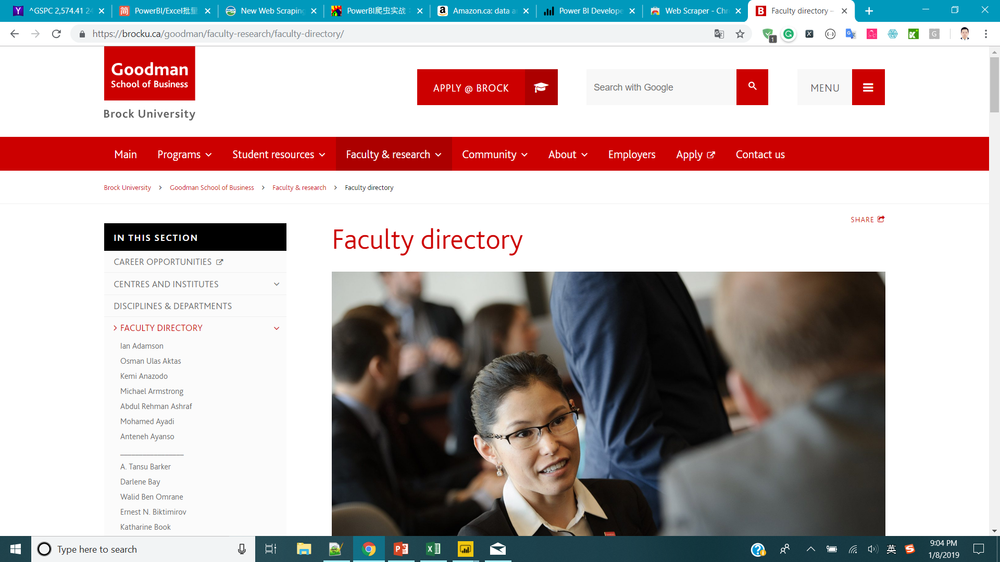 ^GSPC 2,574.41 24
PowerBI/Excel批量
New Web Scraping
PowerBI爬虫实战
Amazon.ca: data a
Power BI Develope
Web Scraper - Chr
Faculty directory –
https://brocku.ca/goodman/faculty-research/faculty-directory/
1
Goodman
School of Business
Brock University
APPLY @ BROCK
Search with Google
MENU
Main
Programs
Student resources
Faculty & research
Community
About
Employers
Apply
Contact us
Brock University > Goodman School of Business > Faculty & research > Faculty directory
SHARE
IN THIS SECTION
CAREER OPPORTUNITIES
CENTRES AND INSTITUTES
DISCIPLINES & DEPARTMENTS
FACULTY DIRECTORY
Ian Adamson
Osman Ulas Aktas
Kemi Anazodo
Michael Armstrong
Abdul Rehman Ashraf
Mohamed Ayadi
Anteneh Ayanso
A. Tansu Barker
Darlene Bay
Walid Ben Omrane
Ernest N. Biktimirov
Katharine Book
Faculty directory
Type here to search
英
9:04 PM
1/8/2019